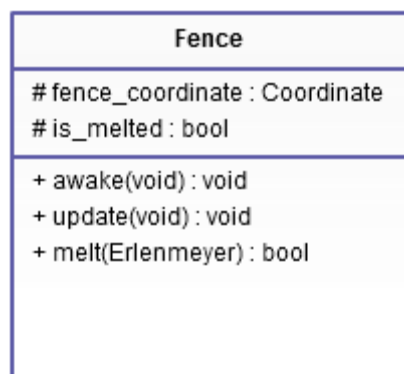 Fence
# fence_coordinate : Coordinate
# is_melted : bool
+ awake(void) : void
+ update(void) : void
+ melt(Erlenmeyer) : bool